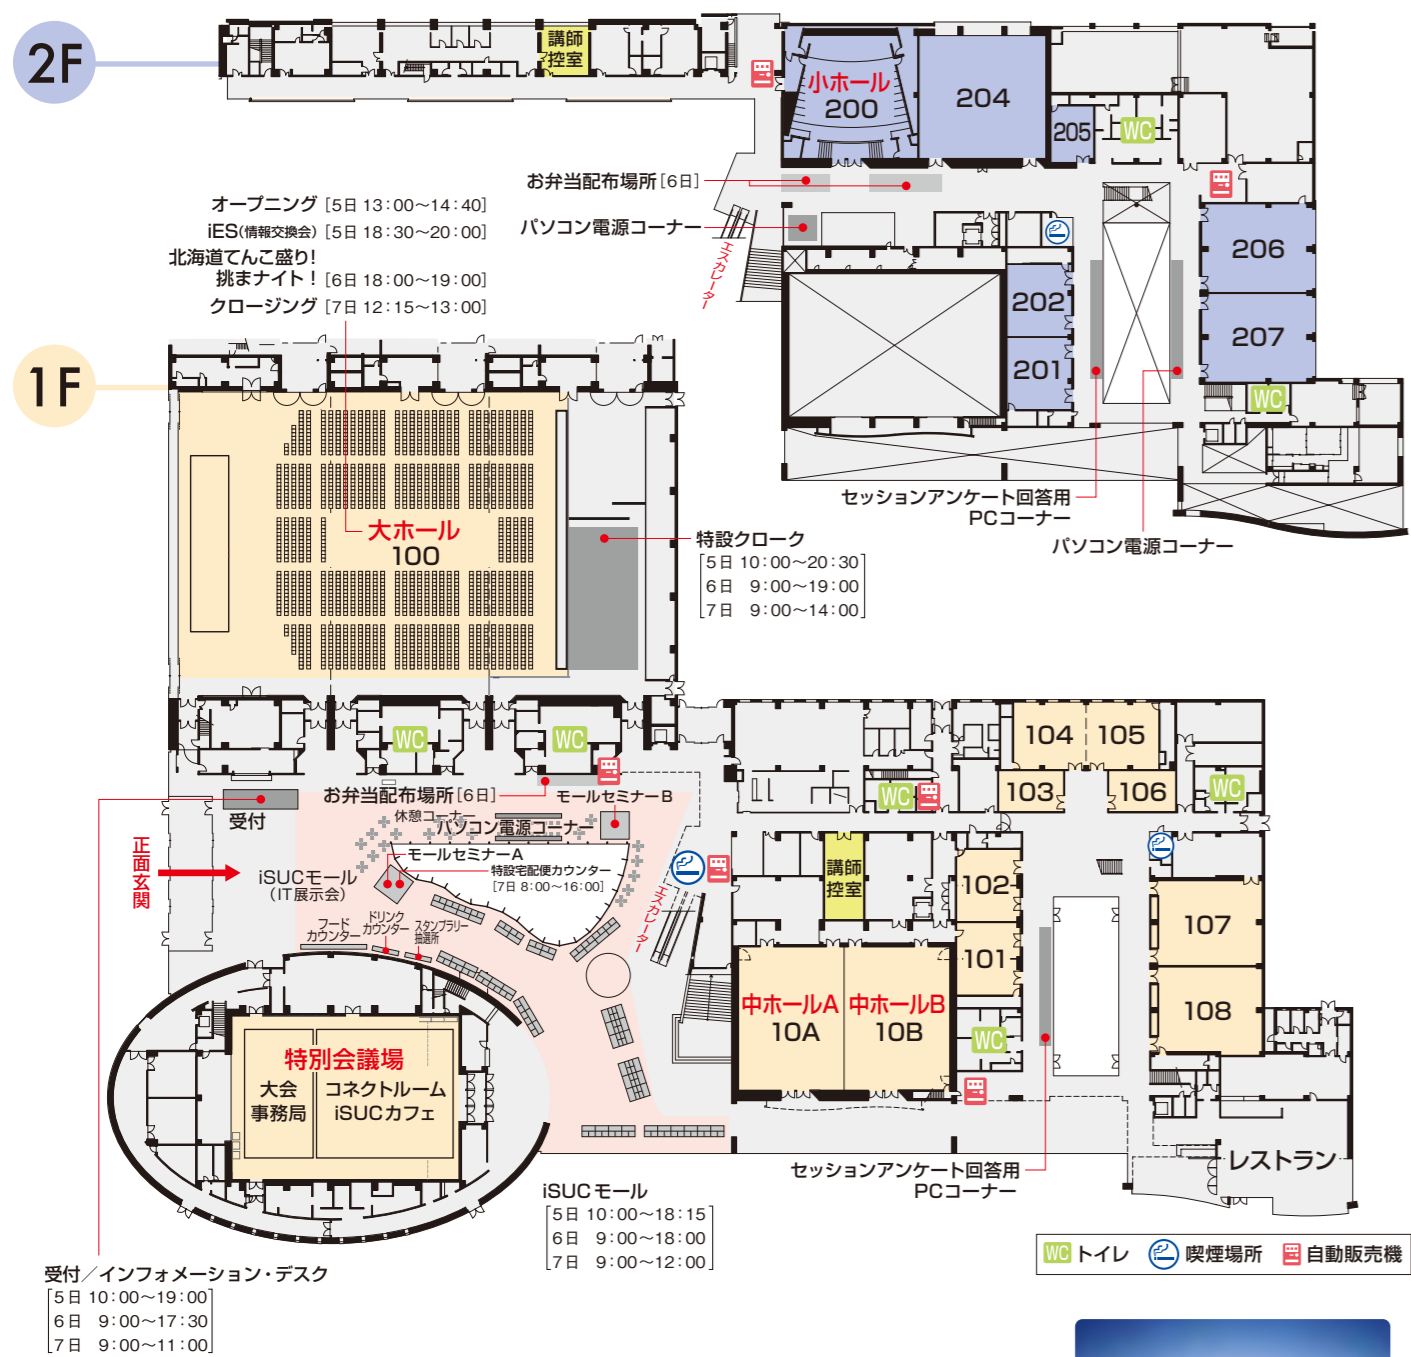 2F
講師
控室
小ホール
200
204
205
WC
お弁当配布場所[6日]
パソコン電源コーナー
エスカレーター
206
202
207
201
WC
セッションアンケート回答用
PCコーナー
パソコン電源コーナー
オープニング [5日 13:00~14:40]
iES(情報交換会) [5日 18:30~20:00]
北海道てんこ盛り!
挑まナイト! [6日 18:00~19:00]
クロージング [7日 12:15~13:00]
1F
大ホール
100
特設クローク
[5日 10:00~20:30
6日 9:00~19:00
7日 9:00~14:00]
WC
WC
お弁当配布場所[6日]
モールセミナーB
休憩コーナー
パソコン電源コーナー
受付
正面玄関
モールセミナーA
特設宅配便カウンター
[7日 8:00~16:00]
iSUCモール
(IT展示会)
フード
カウンター
ドリンク
カウンター
スタンプラリー
抽選所
エスカレーター
104
105
103
106
WC
WC
講師
控室
102
101
107
108
中ホールA
10A
中ホールB
10B
WC
特別会議場
大会
事務局
コネクトルーム
iSUCカフェ
セッションアンケート回答用
PCコーナー
レストラン
iSUCモール
[5日 10:00~18:15
6日 9:00~18:00
7日 9:00~12:00]
WC トイレ 喫煙場所 自動販売機
受付/インフォメーション・デスク
[5日 10:00~19:00
6日 9:00~17:30
7日 9:00~11:00]